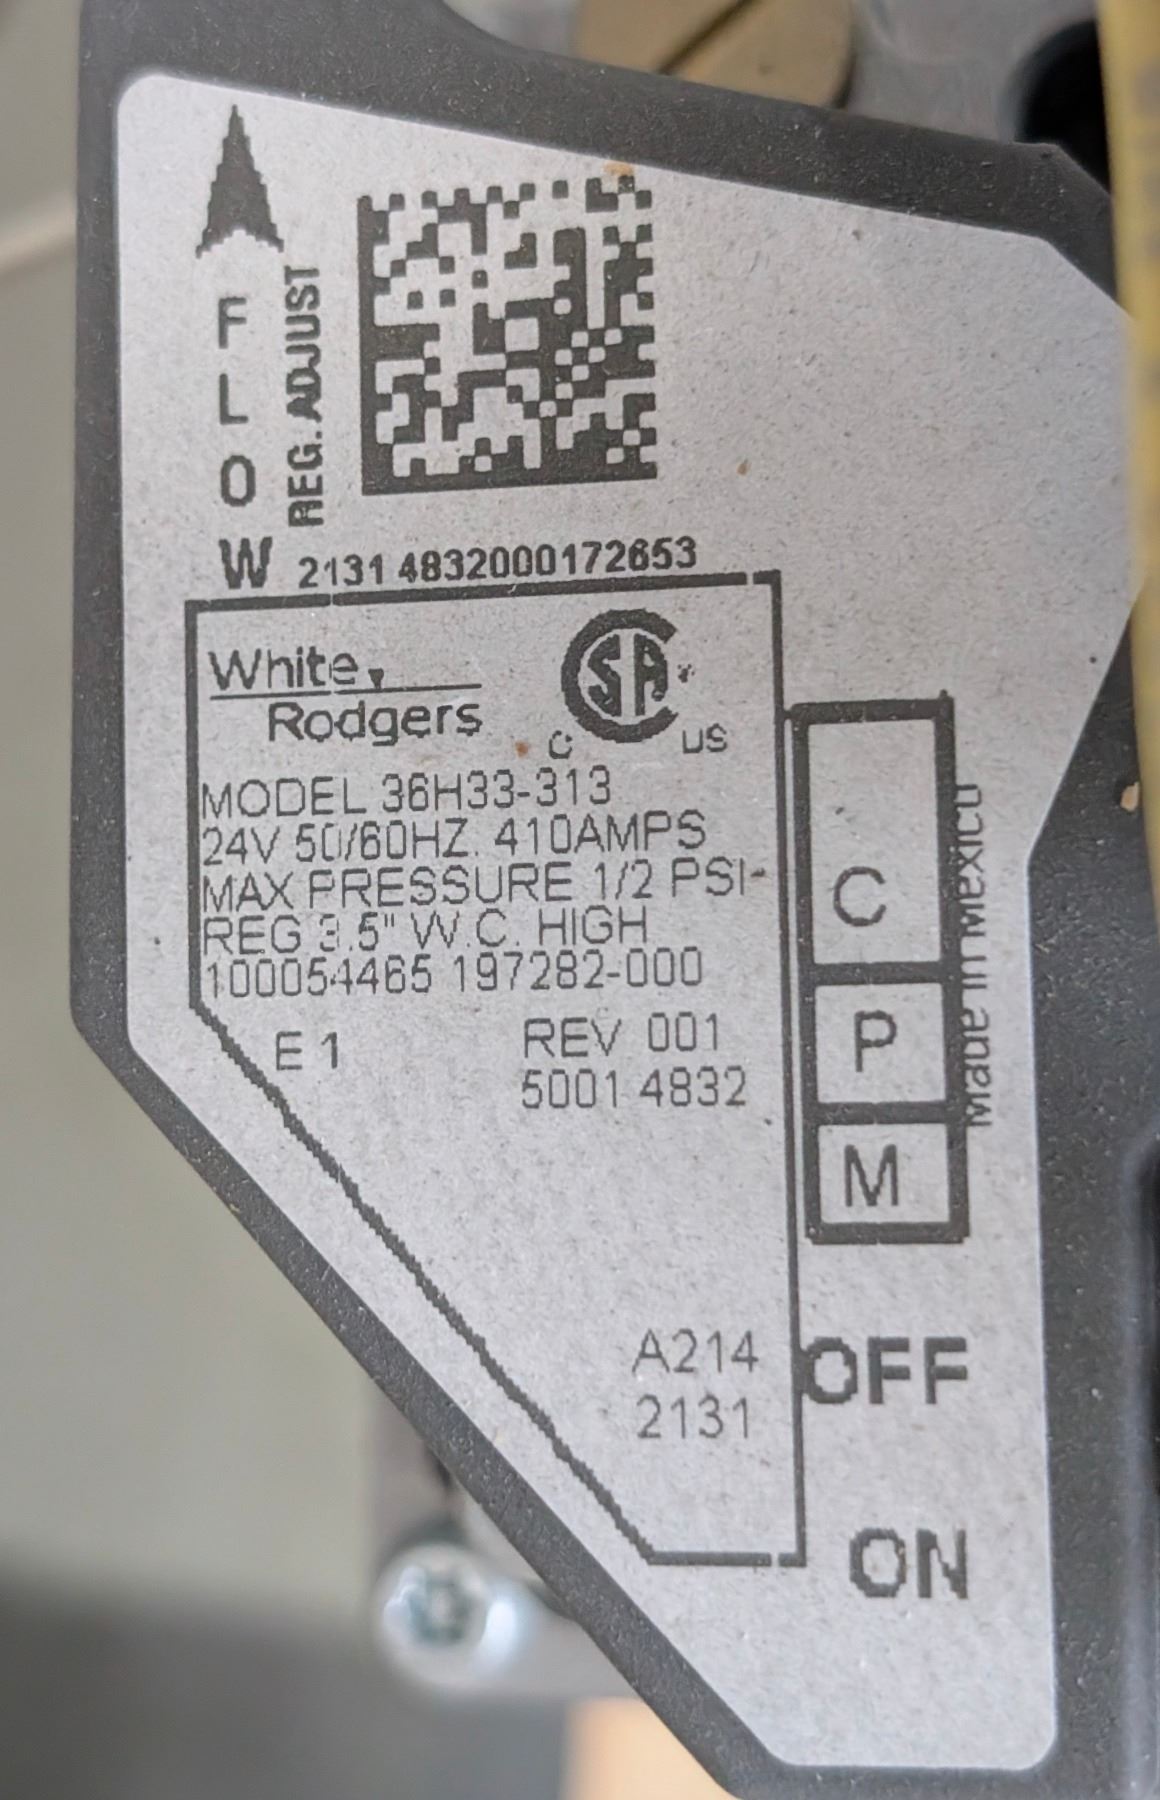 FLOW
REG. ADJUST
2131 4832000172653
White
Rodgers
CSA
C US
MODEL 36H33-313
24V 50/60HZ. 410AMPS
MAX PRESSURE 1/2 PSI-
REG 3.5" W.C. HIGH
100054465 197282-000
E 1 REV 001
5001 4832
A214
2131
C
P
M
Made in Mexico
OFF
ON